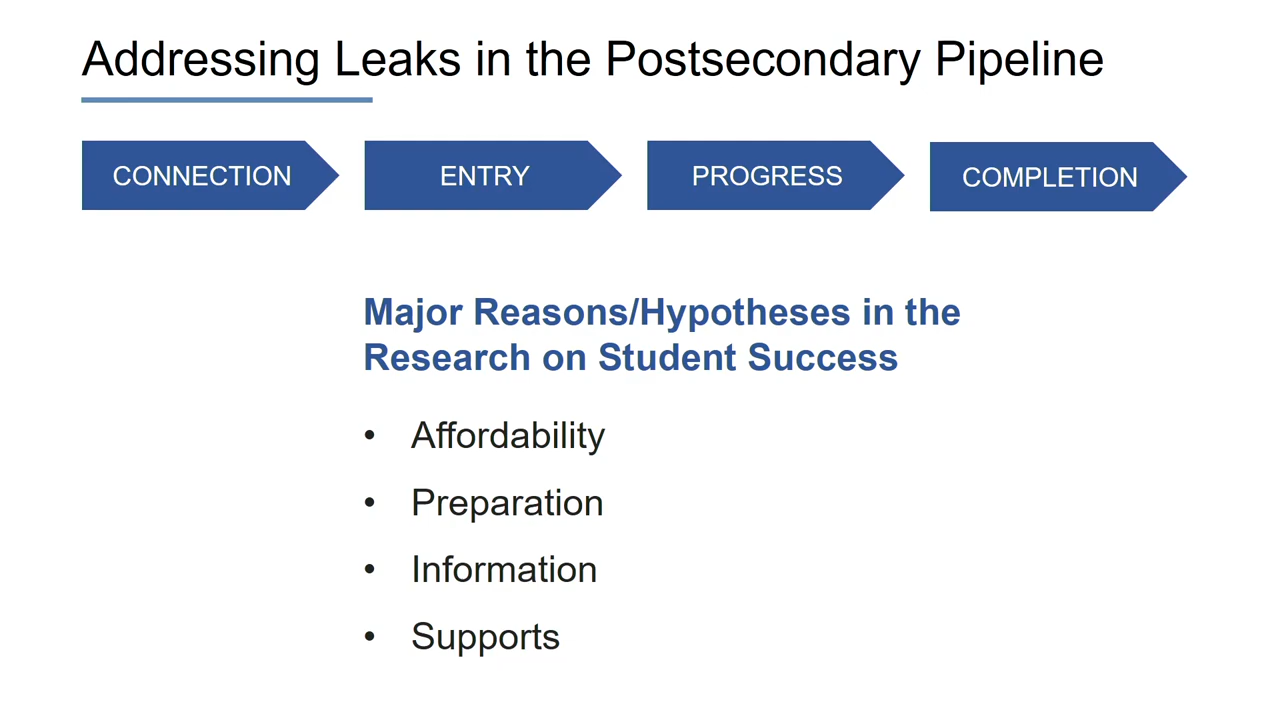 Addressing Leaks in the Postsecondary Pipeline
CONNECTION
ENTRY
PROGRESS
COMPLETION
Major Reasons/Hypotheses in the
Research on Student Success
• Affordability
• Preparation
• Information
• Supports